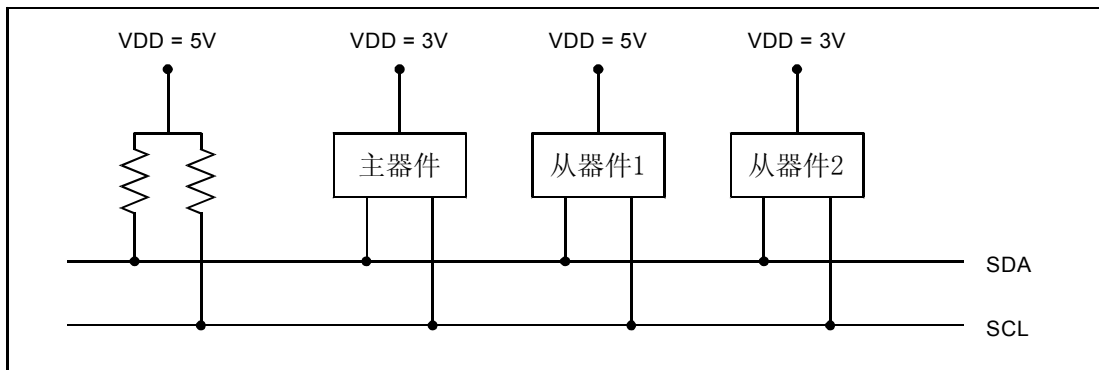 VDD = 5V
VDD = 3V
VDD = 5V
VDD = 3V
主器件
从器件1
从器件2
SDA
SCL